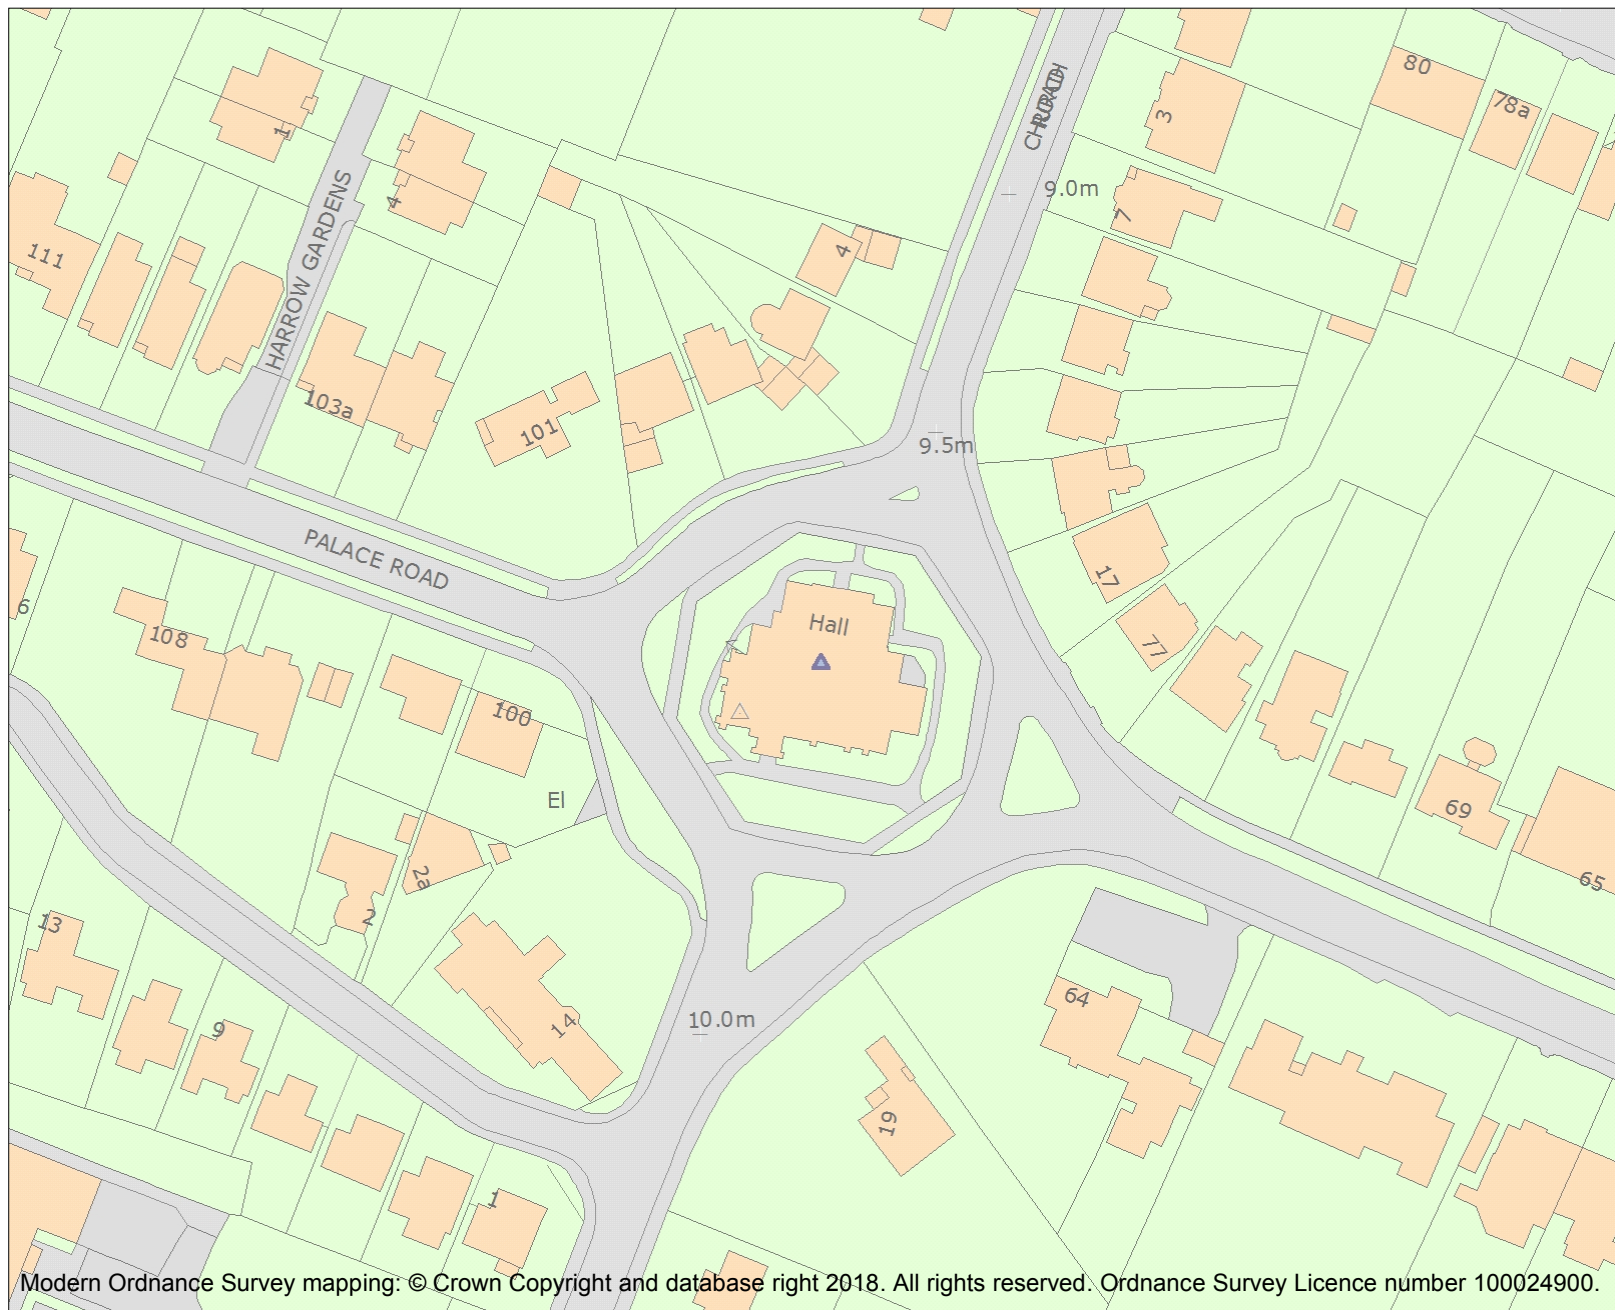 80
78a
3
CHURCH ROAD
9.0m
1
4
7
HARROW GARDENS
111
4
103a
101
9.5m
PALACE ROAD
17
6
108
Hall
77
100
El
69
65
2a
2
13
64
9
14
10.0m
19
1
Modern Ordnance Survey mapping: © Crown Copyright and database right 2018. All rights reserved. Ordnance Survey Licence number 100024900.